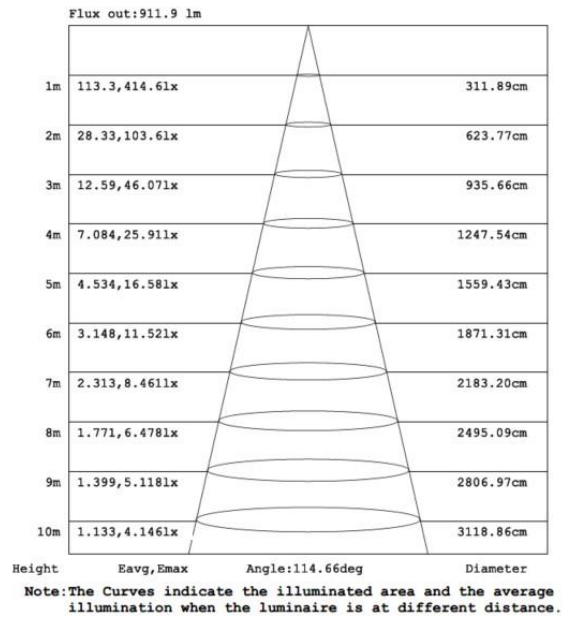 Flux out:911.9 lm
1m 113.3,414.6lx 311.89cm
2m 28.33,103.6lx 623.77cm
3m 12.59,46.07lx 935.66cm
4m 7.084,25.91lx 1247.54cm
5m 4.534,16.58lx 1559.43cm
6m 3.148,11.52lx 1871.31cm
7m 2.313,8.461lx 2183.20cm
8m 1.771,6.478lx 2495.09cm
9m 1.399,5.118lx 2806.97cm
10m 1.133,4.146lx 3118.86cm
Height Eavg,Emax Angle:114.66deg Diameter
Note:The Curves indicate the illuminated area and the average
illumination when the luminaire is at different distance.